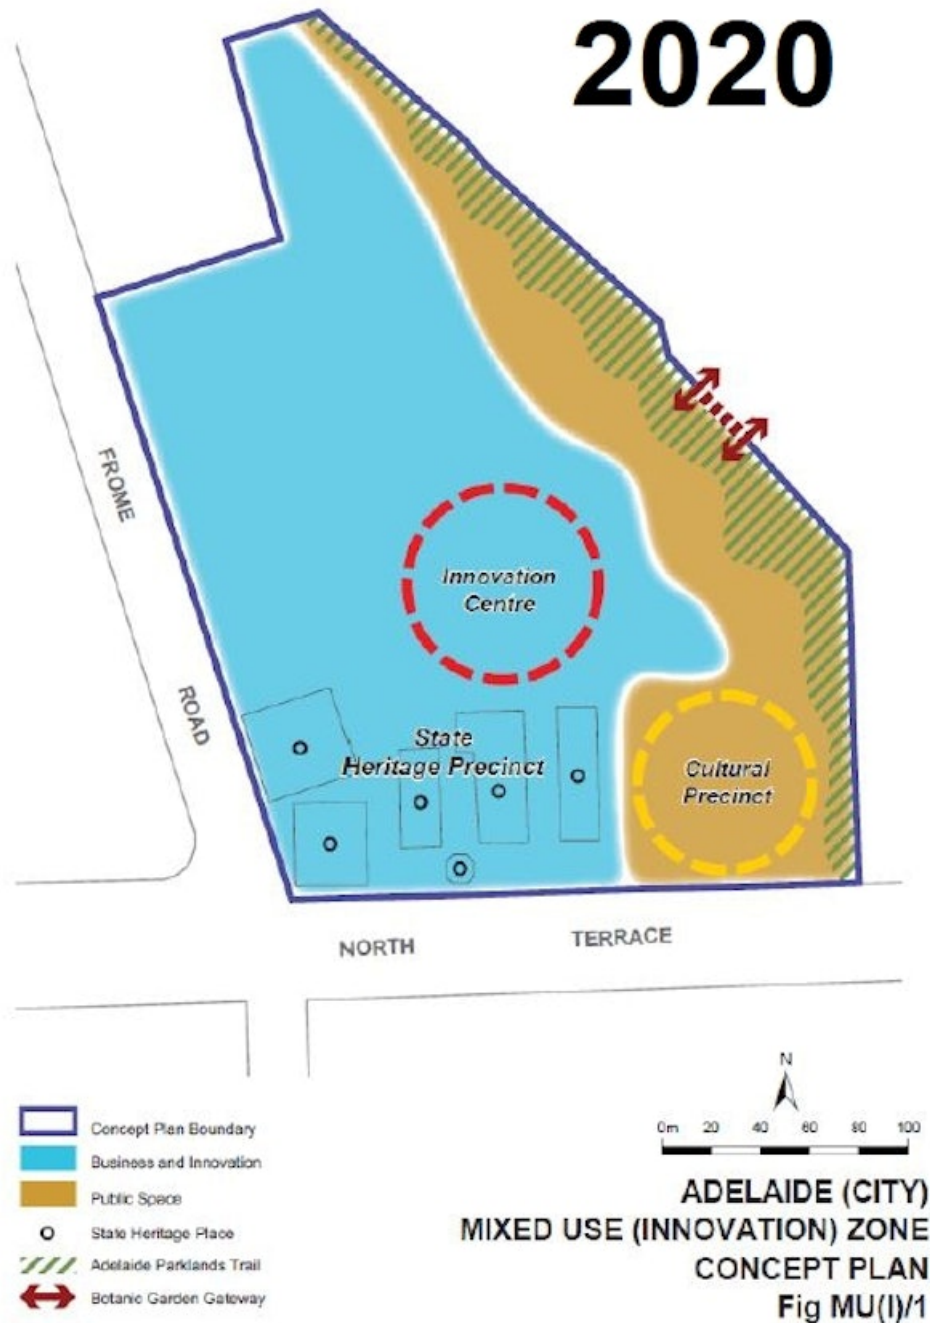 2020
FROME
ROAD
Innovation
Centre
State
Heritage Precinct
Cultural
Precinct
NORTH TERRACE
Concept Plan Boundary
Business and Innovation
Public Space
State Heritage Place
Adelaide Parklands Trail
Botanic Garden Gateway
N
0m 20 40 60 80 100
ADELAIDE (CITY)
MIXED USE (INNOVATION) ZONE
CONCEPT PLAN
Fig MU(I)/1